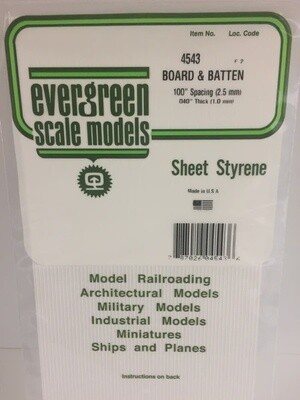 Item No. Loc. Code
4543
BOARD & BATTEN
.100" Spacing (2.5 mm)
.040" Thick (1.0 mm)
evergreen
scale models
Sheet Styrene
Made in U S A
Model Railroading
Architectural Models
Military Models
Industrial Models
Miniatures
Ships and Planes
Instructions on back